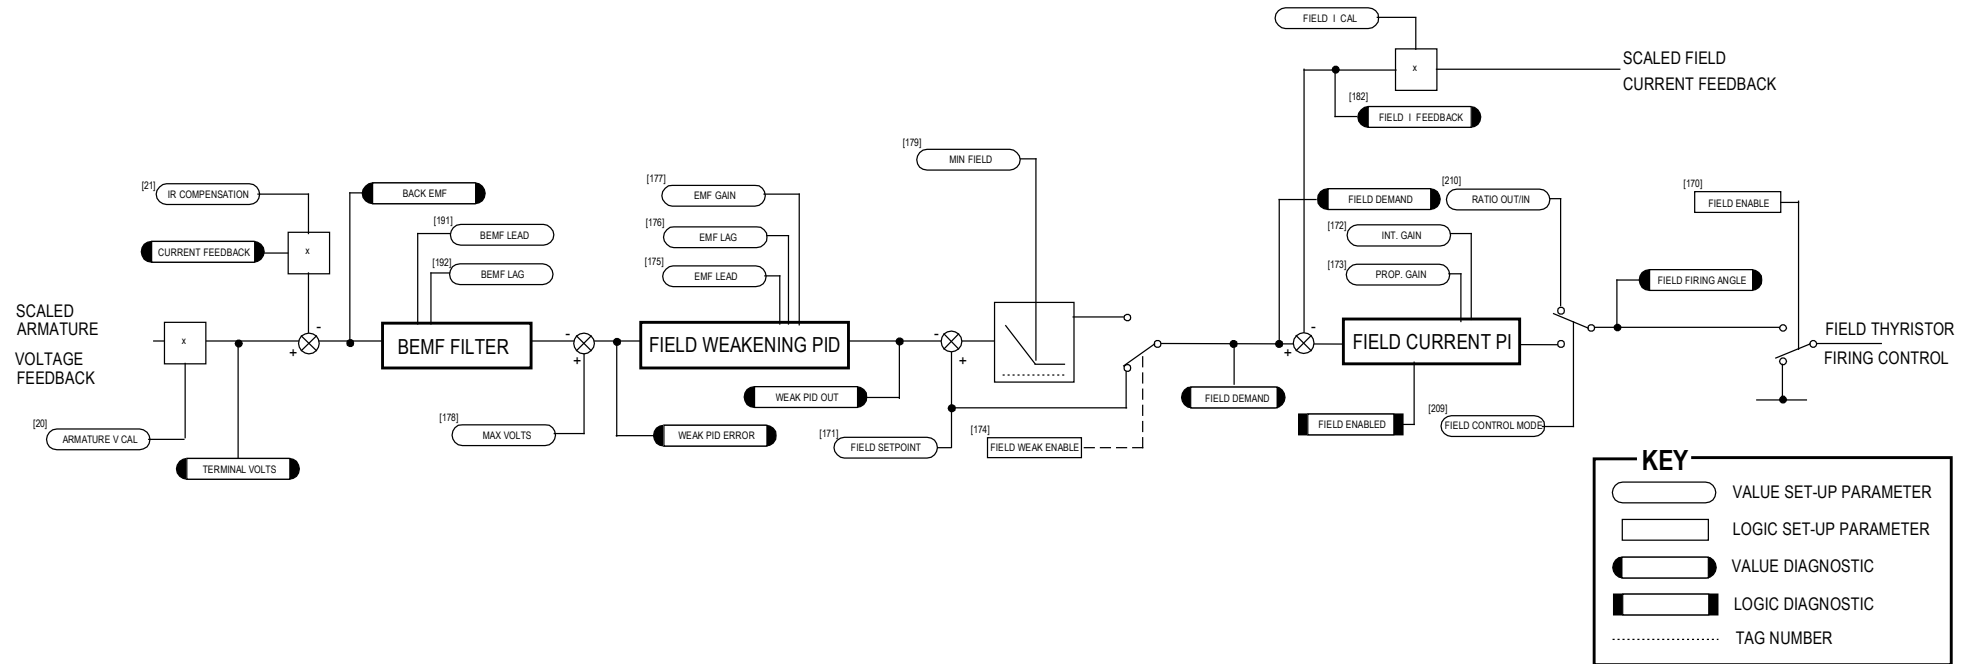 FIELD I CAL
x
SCALED FIELD
CURRENT FEEDBACK
[182]
FIELD I FEEDBACK
[179]
MIN FIELD
[21]
IR COMPENSATION
BACK EMF
[177]
EMF GAIN
FIELD DEMAND
[210]
RATIO OUT/IN
[170]
FIELD ENABLE
CURRENT FEEDBACK
x
[191]
BEMF LEAD
[176]
EMF LAG
[172]
INT. GAIN
[192]
BEMF LAG
[175]
EMF LEAD
[173]
PROP. GAIN
FIELD FIRING ANGLE
SCALED
ARMATURE
VOLTAGE
FEEDBACK
x
-
+
BEMF FILTER
-
+
FIELD WEAKENING PID
-
+
-
+
FIELD CURRENT PI
FIELD THYRISTOR
FIRING CONTROL
WEAK PID OUT
FIELD DEMAND
[20]
ARMATURE V CAL
TERMINAL VOLTS
[178]
MAX VOLTS
WEAK PID ERROR
[171]
FIELD SETPOINT
[174]
FIELD WEAK ENABLE
FIELD ENABLED
[209]
FIELD CONTROL MODE
KEY
VALUE SET-UP PARAMETER
LOGIC SET-UP PARAMETER
VALUE DIAGNOSTIC
LOGIC DIAGNOSTIC
TAG NUMBER